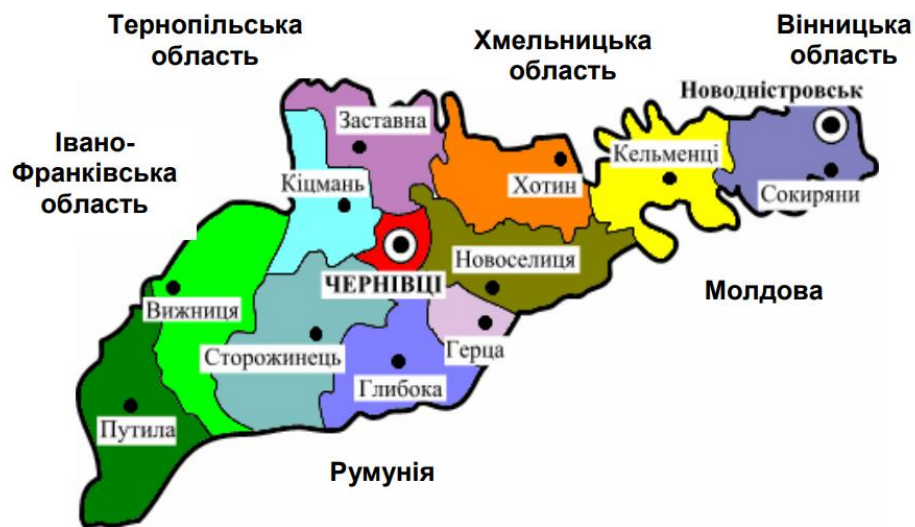 Тернопільська
область
Хмельницька
область
Вінницька
область
Новодністровськ
Івано-
Франківська
область
Заставна
Кіцмань
Хотин
Кельменці
Сокиряни
Новоселиця
ЧЕРНІВЦІ
Молдова
Вижниця
Сторожинець
Герца
Глибока
Путила
Румунія